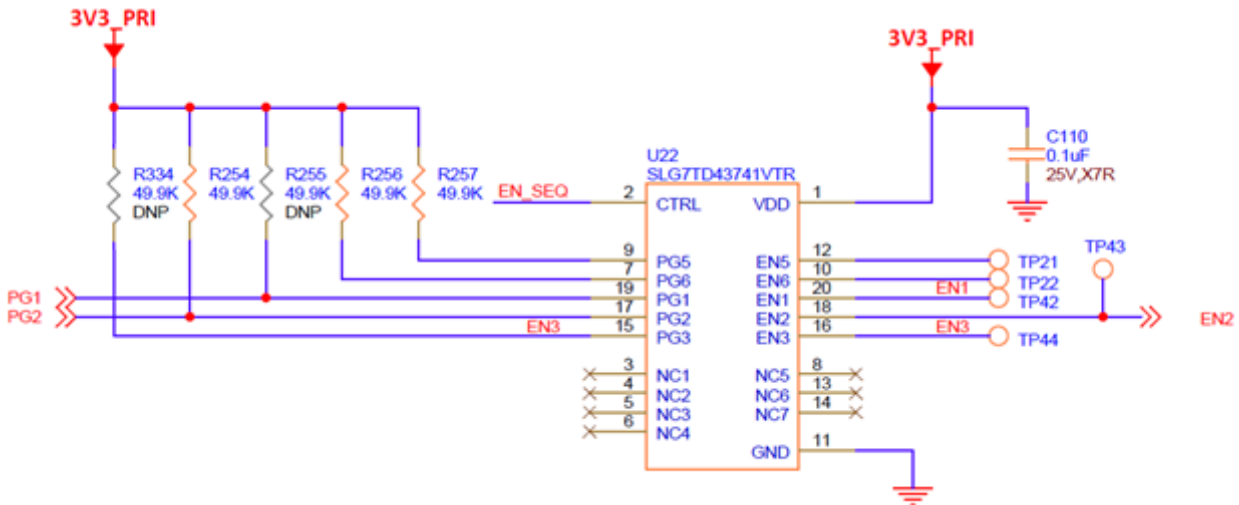 3V3_PRI
3V3_PRI
R334
49.9K
DNP
R254
49.9K
R255
49.9K
DNP
R256
49.9K
R257
49.9K
C110
0.1uF
25V,X7R
U22
SLG7TD43741VTR
EN_SEQ 2 CTRL VDD 1
9 PG5 EN5 12 TP21
7 PG6 EN6 10 TP22
PG1 19 PG1 EN1 20 EN1 TP42
PG2 17 PG2 EN2 18 TP43 EN2
EN3 15 PG3 EN3 16 EN3 TP44
3 NC1 NC5 8
4 NC2 NC6 13
5 NC3 NC7 14
6 NC4
GND 11